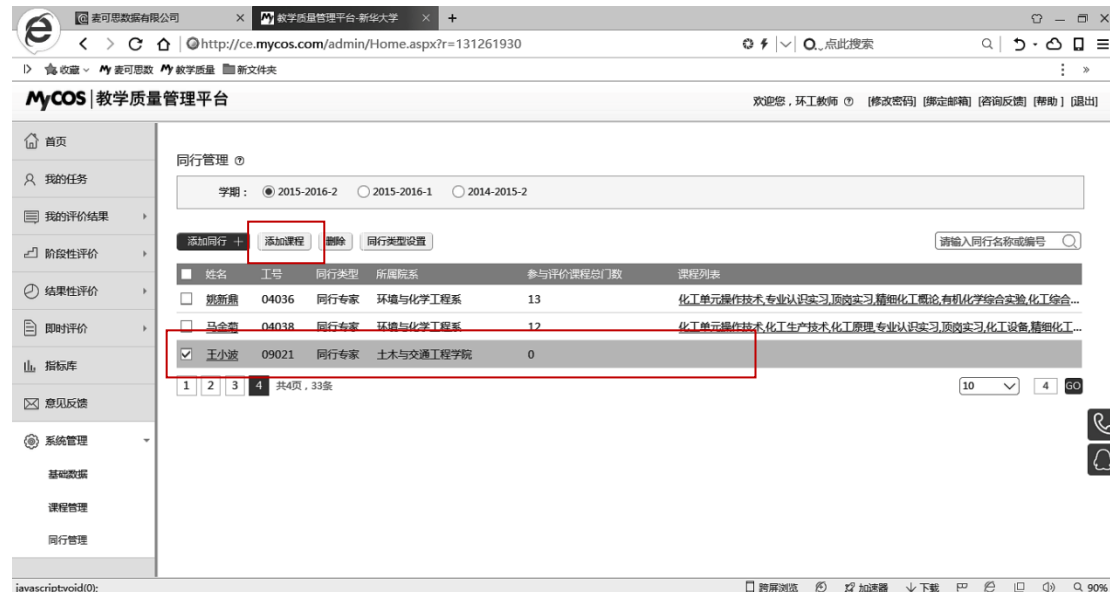 麦可思数据有限公司 × 教学质量管理平台-新华大学 × +
http://ce.mycos.com/admin/Home.aspx?r=131261930 点此搜索
收藏 麦可思数 教学质量 新文件夹
MyCOS 教学质量管理平台
欢迎您，环工教师 [修改密码] [绑定邮箱] [咨询反馈] [帮助] [退出]
首页
我的任务
我的评价结果
阶段性评价
结果性评价
即时评价
指标库
意见反馈
系统管理
基础数据
课程管理
同行管理
同行管理
学期： 2015-2016-2 2015-2016-1 2014-2015-2
添加同行 + 添加课程 删除 同行类型设置 请输入同行名称或编号
姓名 工号 同行类型 所属院系 参与评价课程总门数 课程列表
姚新鼎 04036 同行专家 环境与化学工程系 13 化工单元操作技术,专业认识实习,顶岗实习,精细化工概论,有机化学综合实验,化工综合...
马金菊 04038 同行专家 环境与化学工程系 12 化工单元操作技术,化工生产技术,化工原理,专业认识实习,顶岗实习,化工设备,精细化工...
王小波 09021 同行专家 土木与交通工程学院 0
1 2 3 4 共4页，33条 10 4 GO
javascript:void(0); 跨屏浏览 加速器 下载 90%